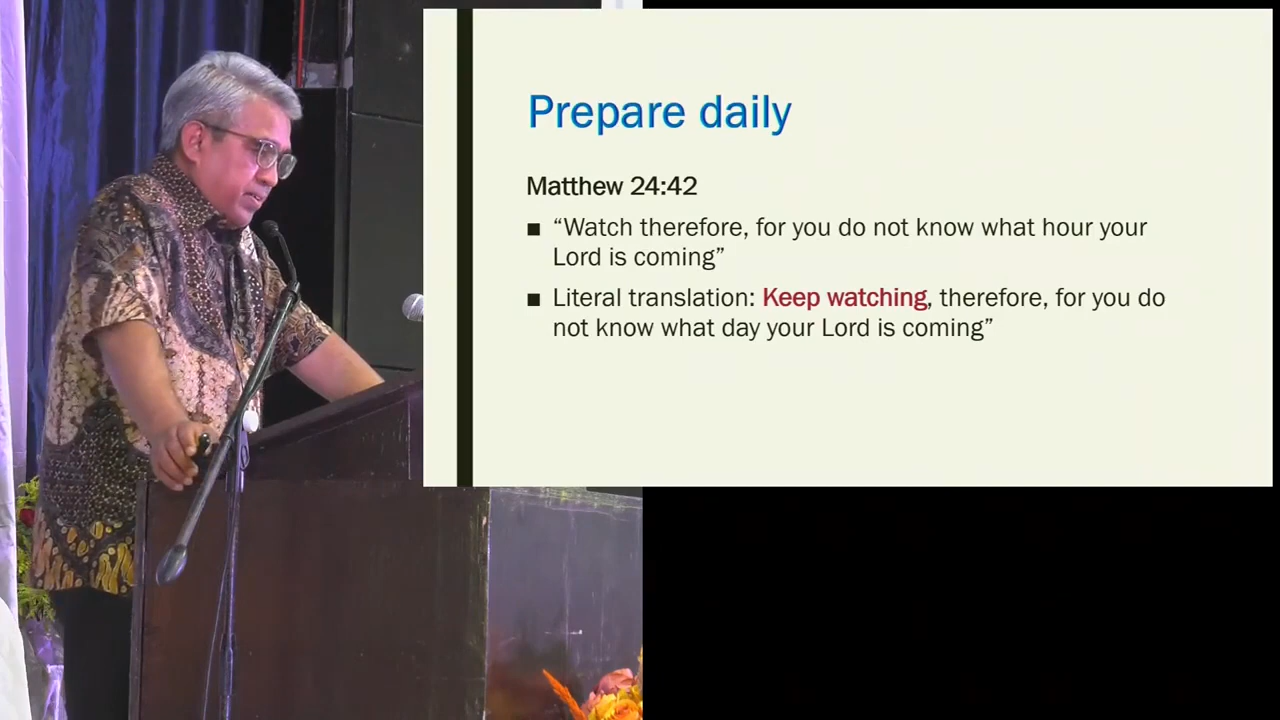 Prepare daily
Matthew 24:42
■ “Watch therefore, for you do not know what hour your
Lord is coming”
■ Literal translation: Keep watching, therefore, for you do
not know what day your Lord is coming”